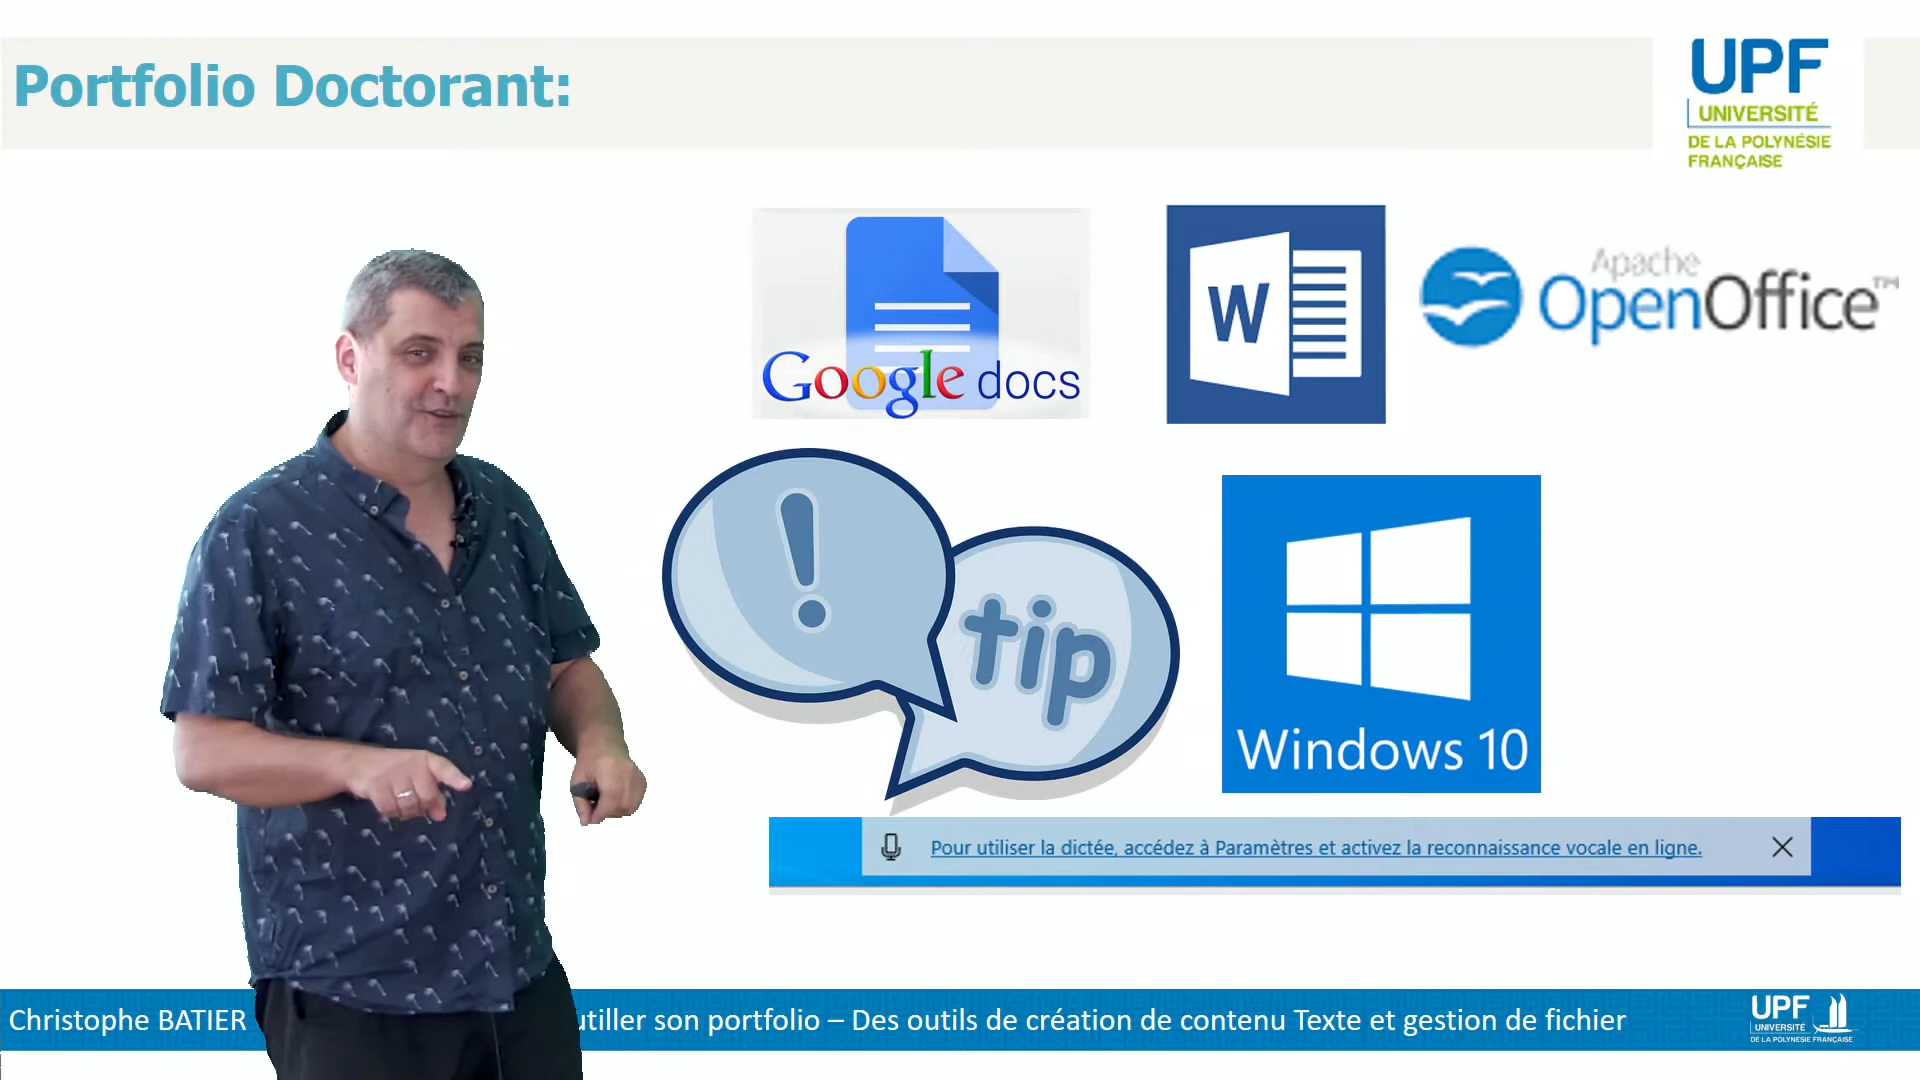 Portfolio Doctorant:
UPF
UNIVERSITÉ
DE LA POLYNÉSIE
FRANÇAISE
Google docs
W
Apache
OpenOffice™
!
tip
Windows 10
Pour utiliser la dictée, accédez à Paramètres et activez la reconnaissance vocale en ligne.
Christophe BATIER
utiller son portfolio – Des outils de création de contenu Texte et gestion de fichier
UPF
UNIVERSITÉ
DE LA POLYNÉSIE FRANÇAISE